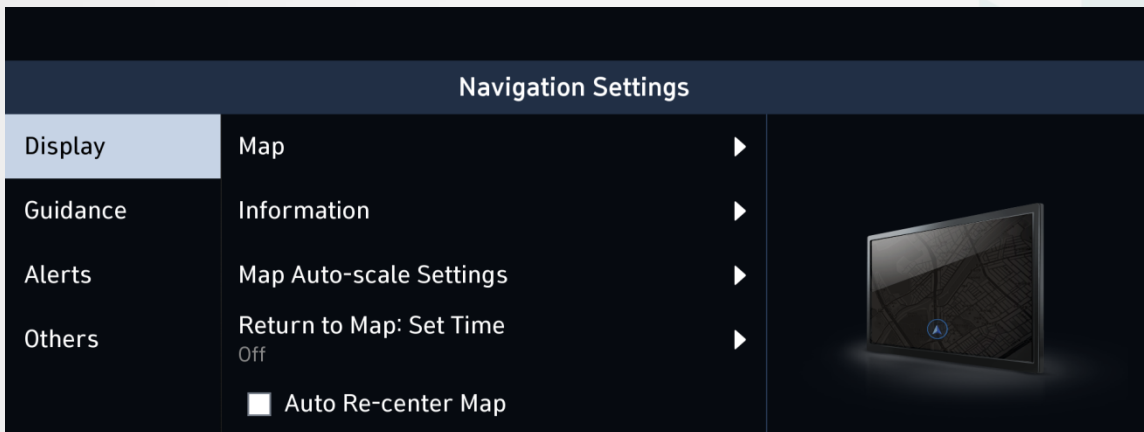 Navigation Settings
Display
Guidance
Alerts
Others
Map
Information
Map Auto-scale Settings
Return to Map: Set Time
Off
Auto Re-center Map